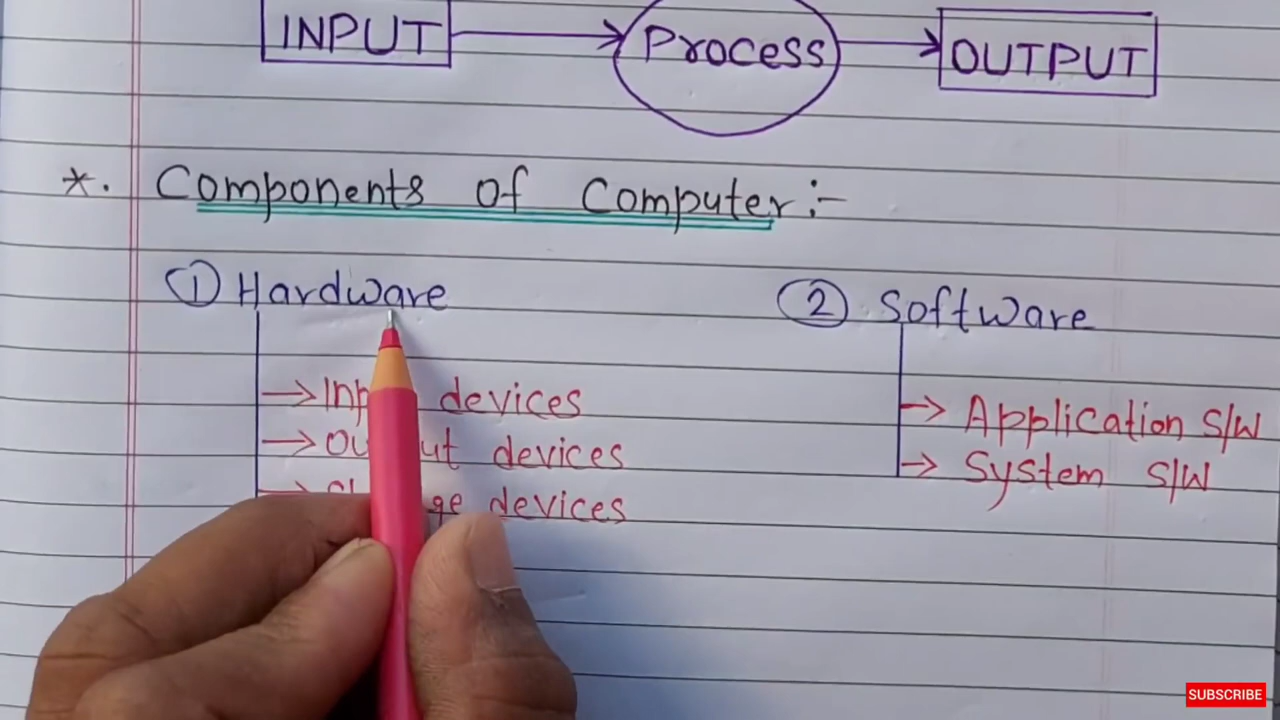 INPUT Process OUTPUT
*. Components of Computer:-
① Hardware ② Software
→ devices → Application S/W
→ devices → System S/W
→ devices
SUBSCRIBE